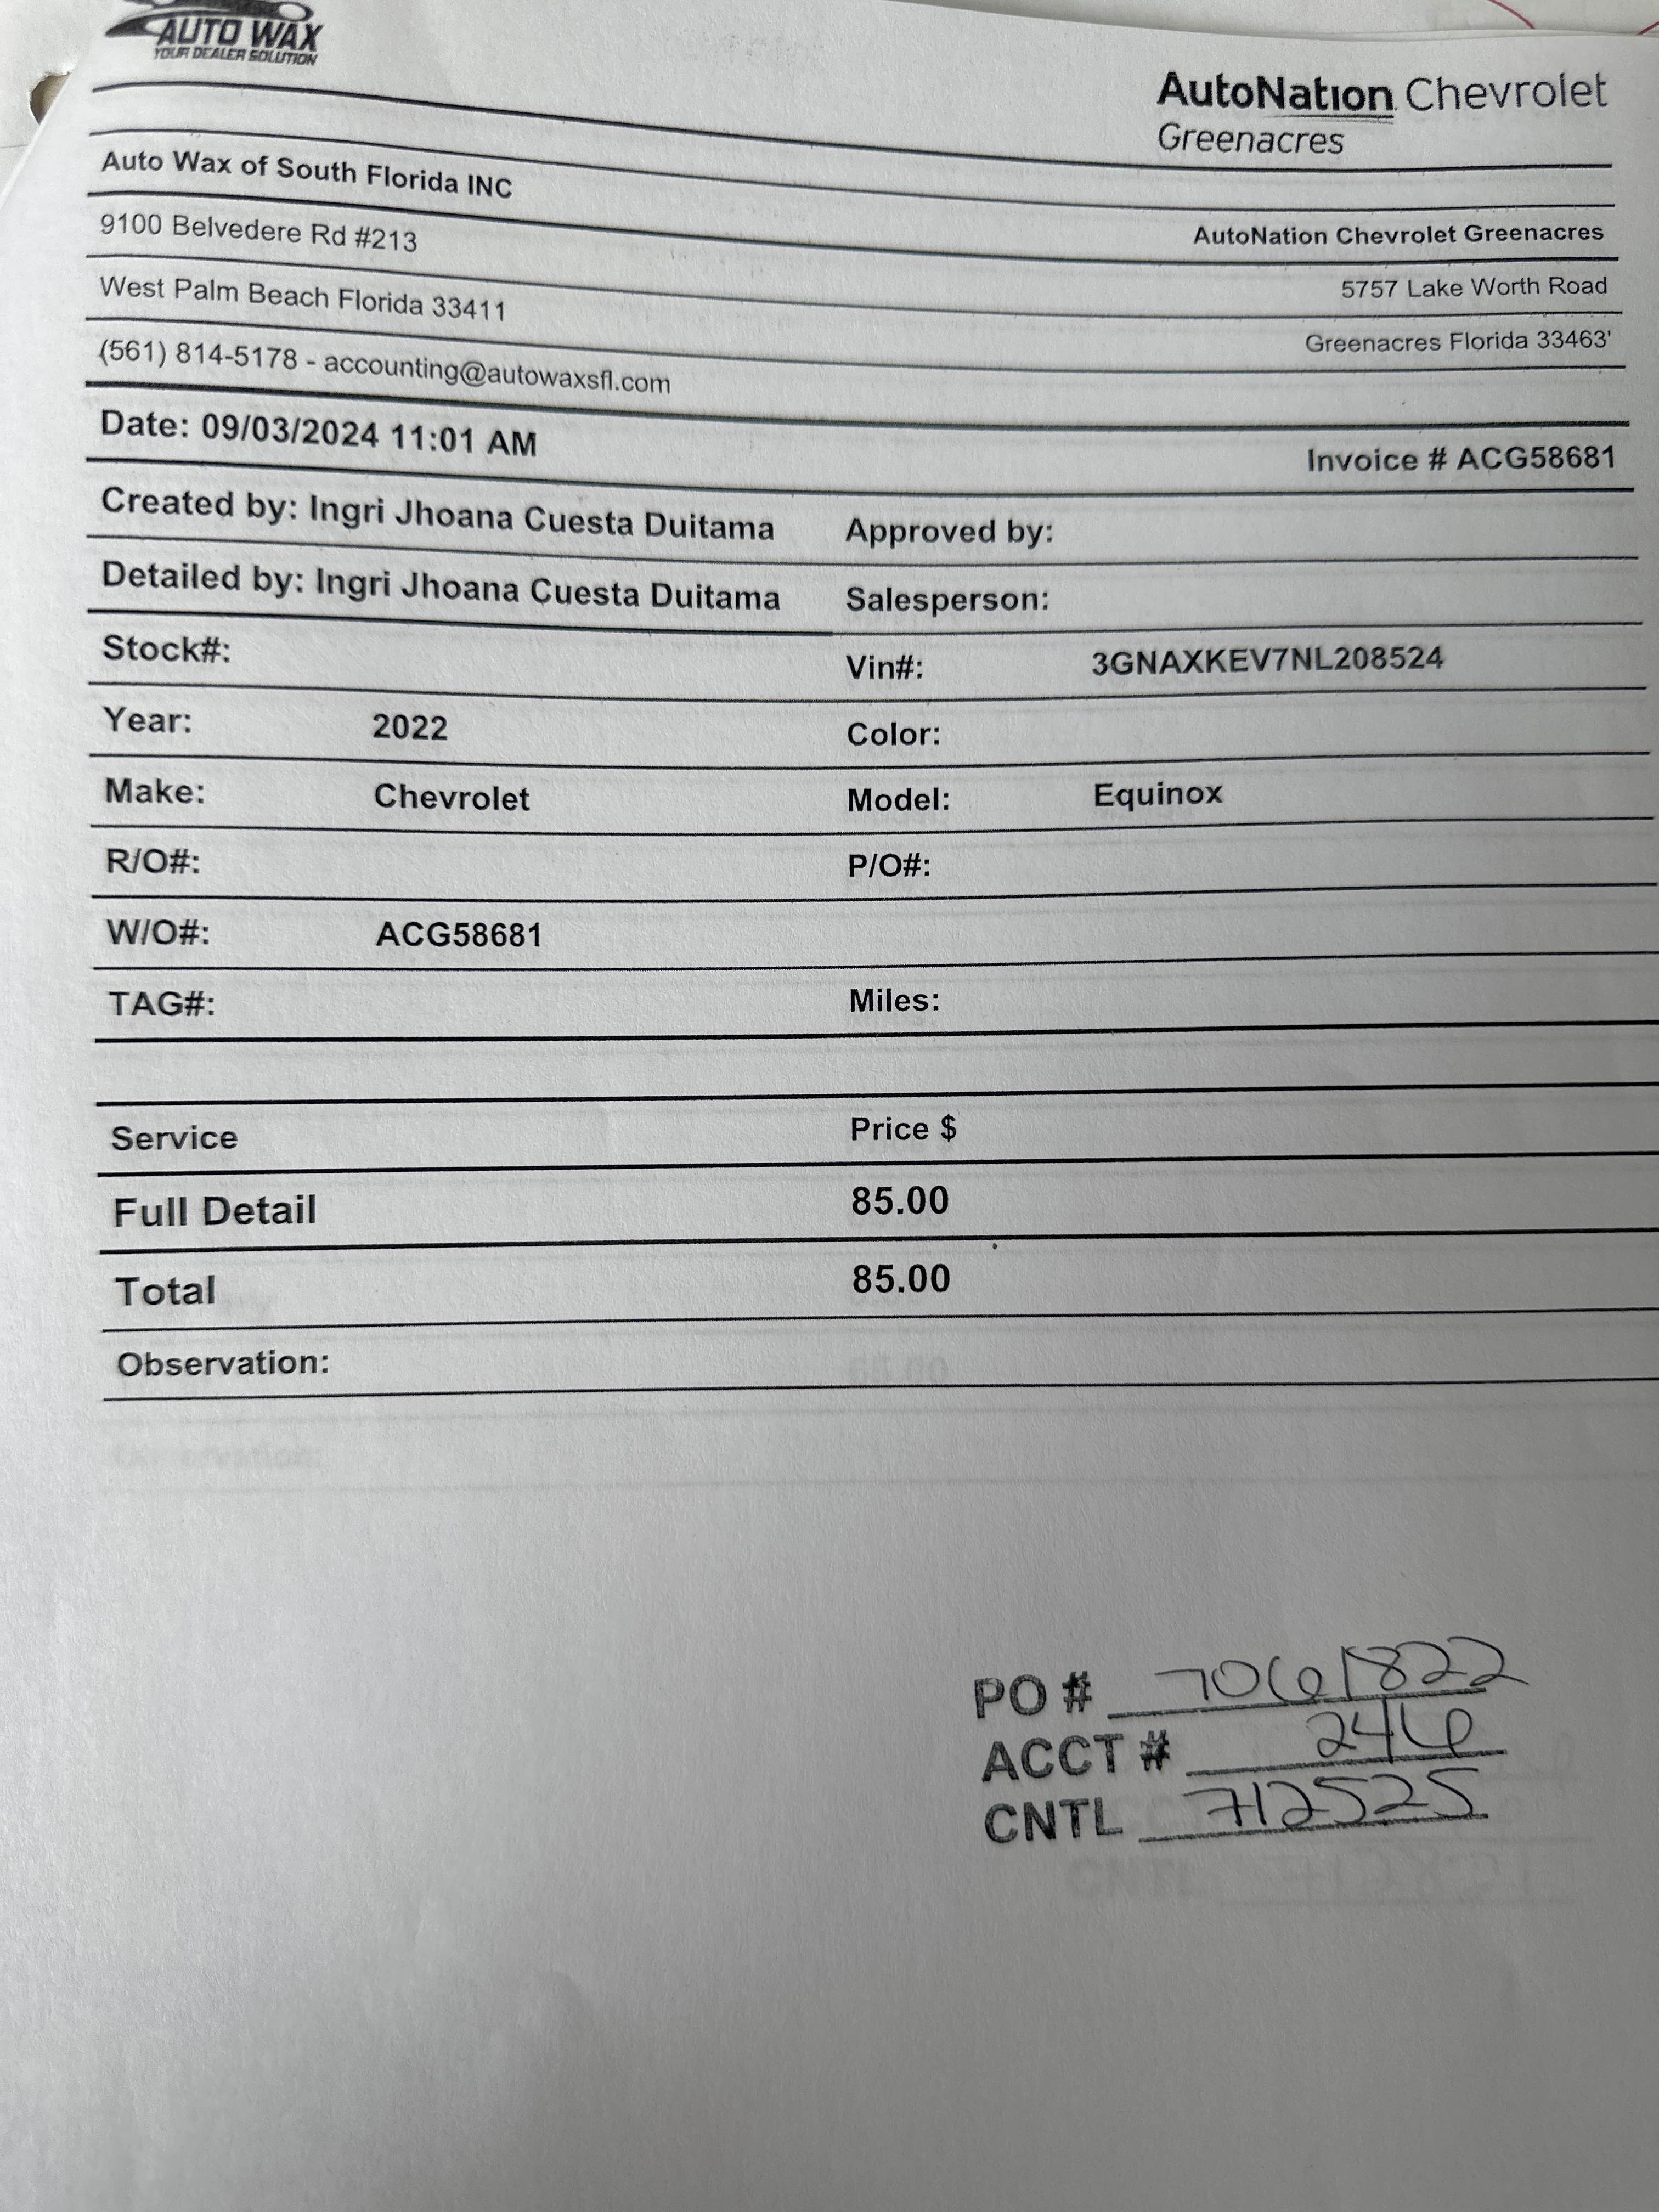 AUTO WAX
YOUR DEALER SOLUTION
AutoNation Chevrolet
Greenacres
Auto Wax of South Florida INC
AutoNation Chevrolet Greenacres
9100 Belvedere Rd #213
5757 Lake Worth Road
West Palm Beach Florida 33411
Greenacres Florida 33463'
(561) 814-5178 - accounting@autowaxsfl.com
Date: 09/03/2024 11:01 AM
Invoice # ACG58681
Created by: Ingri Jhoana Cuesta Duitama Approved by:
Detailed by: Ingri Jhoana Cuesta Duitama Salesperson:
Stock#: Vin#: 3GNAXKEV7NL208524
Year: 2022 Color:
Make: Chevrolet Model: Equinox
R/O#: P/O#:
W/O#: ACG58681
TAG#: Miles:
Service Price $
Full Detail 85.00
Total 85.00
Observation:
PO # 7061822
ACCT # 246
CNTL 712525